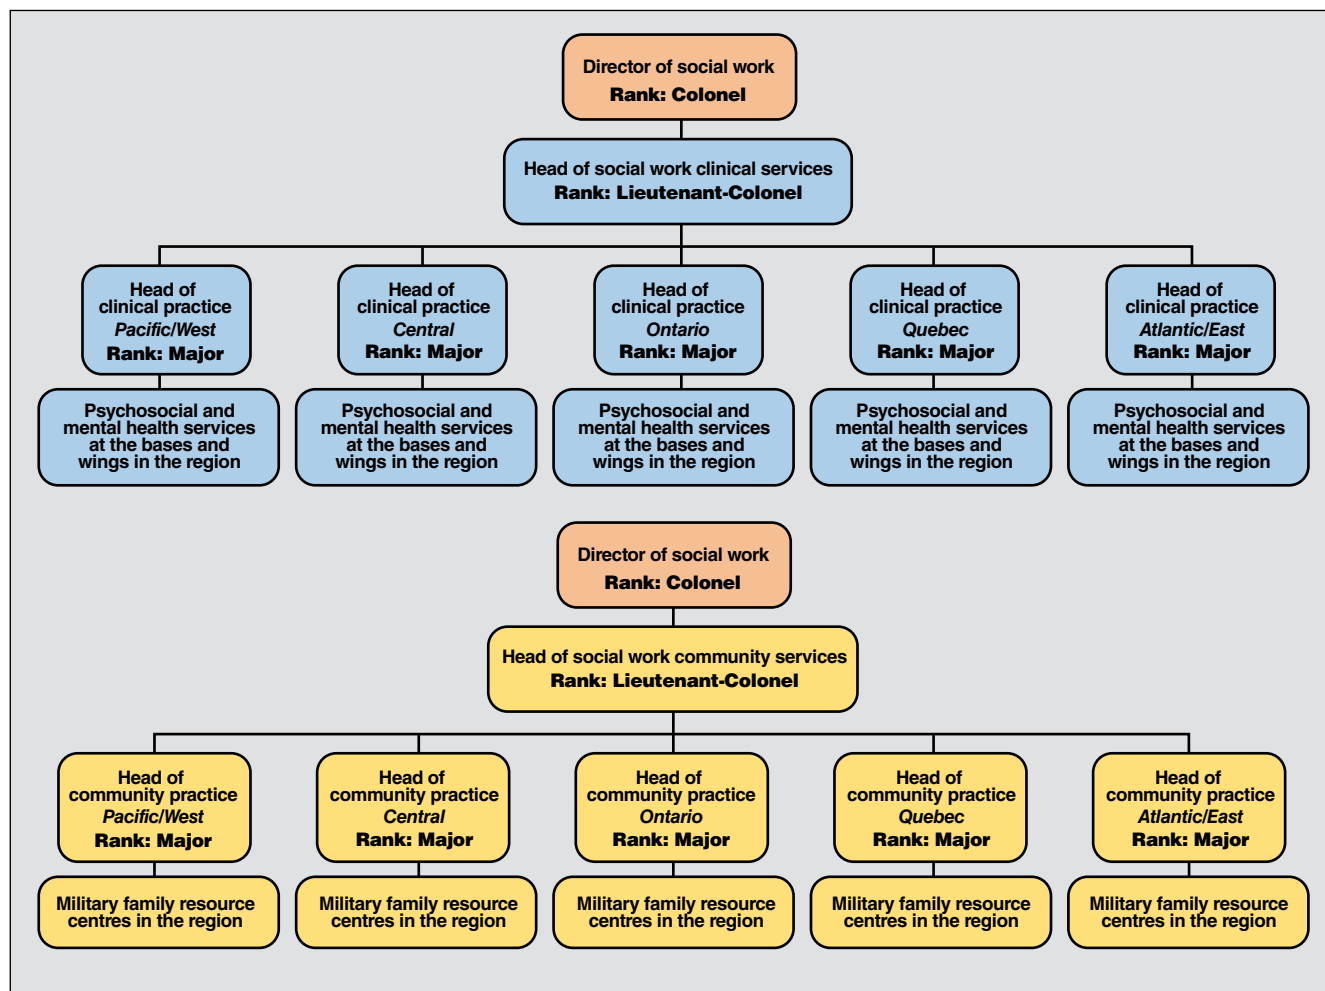 Director of social work
Rank: Colonel
Head of social work clinical services
Rank: Lieutenant-Colonel
Head of
clinical practice
Pacific/West
Rank: Major
Head of
clinical practice
Central
Rank: Major
Head of
clinical practice
Ontario
Rank: Major
Head of
clinical practice
Quebec
Rank: Major
Head of
clinical practice
Atlantic/East
Rank: Major
Psychosocial and
mental health services
at the bases and
wings in the region
Psychosocial and
mental health services
at the bases and
wings in the region
Psychosocial and
mental health services
at the bases and
wings in the region
Psychosocial and
mental health services
at the bases and
wings in the region
Psychosocial and
mental health services
at the bases and
wings in the region
Director of social work
Rank: Colonel
Head of social work community services
Rank: Lieutenant-Colonel
Head of
community practice
Pacific/West
Rank: Major
Head of
community practice
Central
Rank: Major
Head of
community practice
Ontario
Rank: Major
Head of
community practice
Quebec
Rank: Major
Head of
community practice
Atlantic/East
Rank: Major
Military family resource
centres in the region
Military family resource
centres in the region
Military family resource
centres in the region
Military family resource
centres in the region
Military family resource
centres in the region